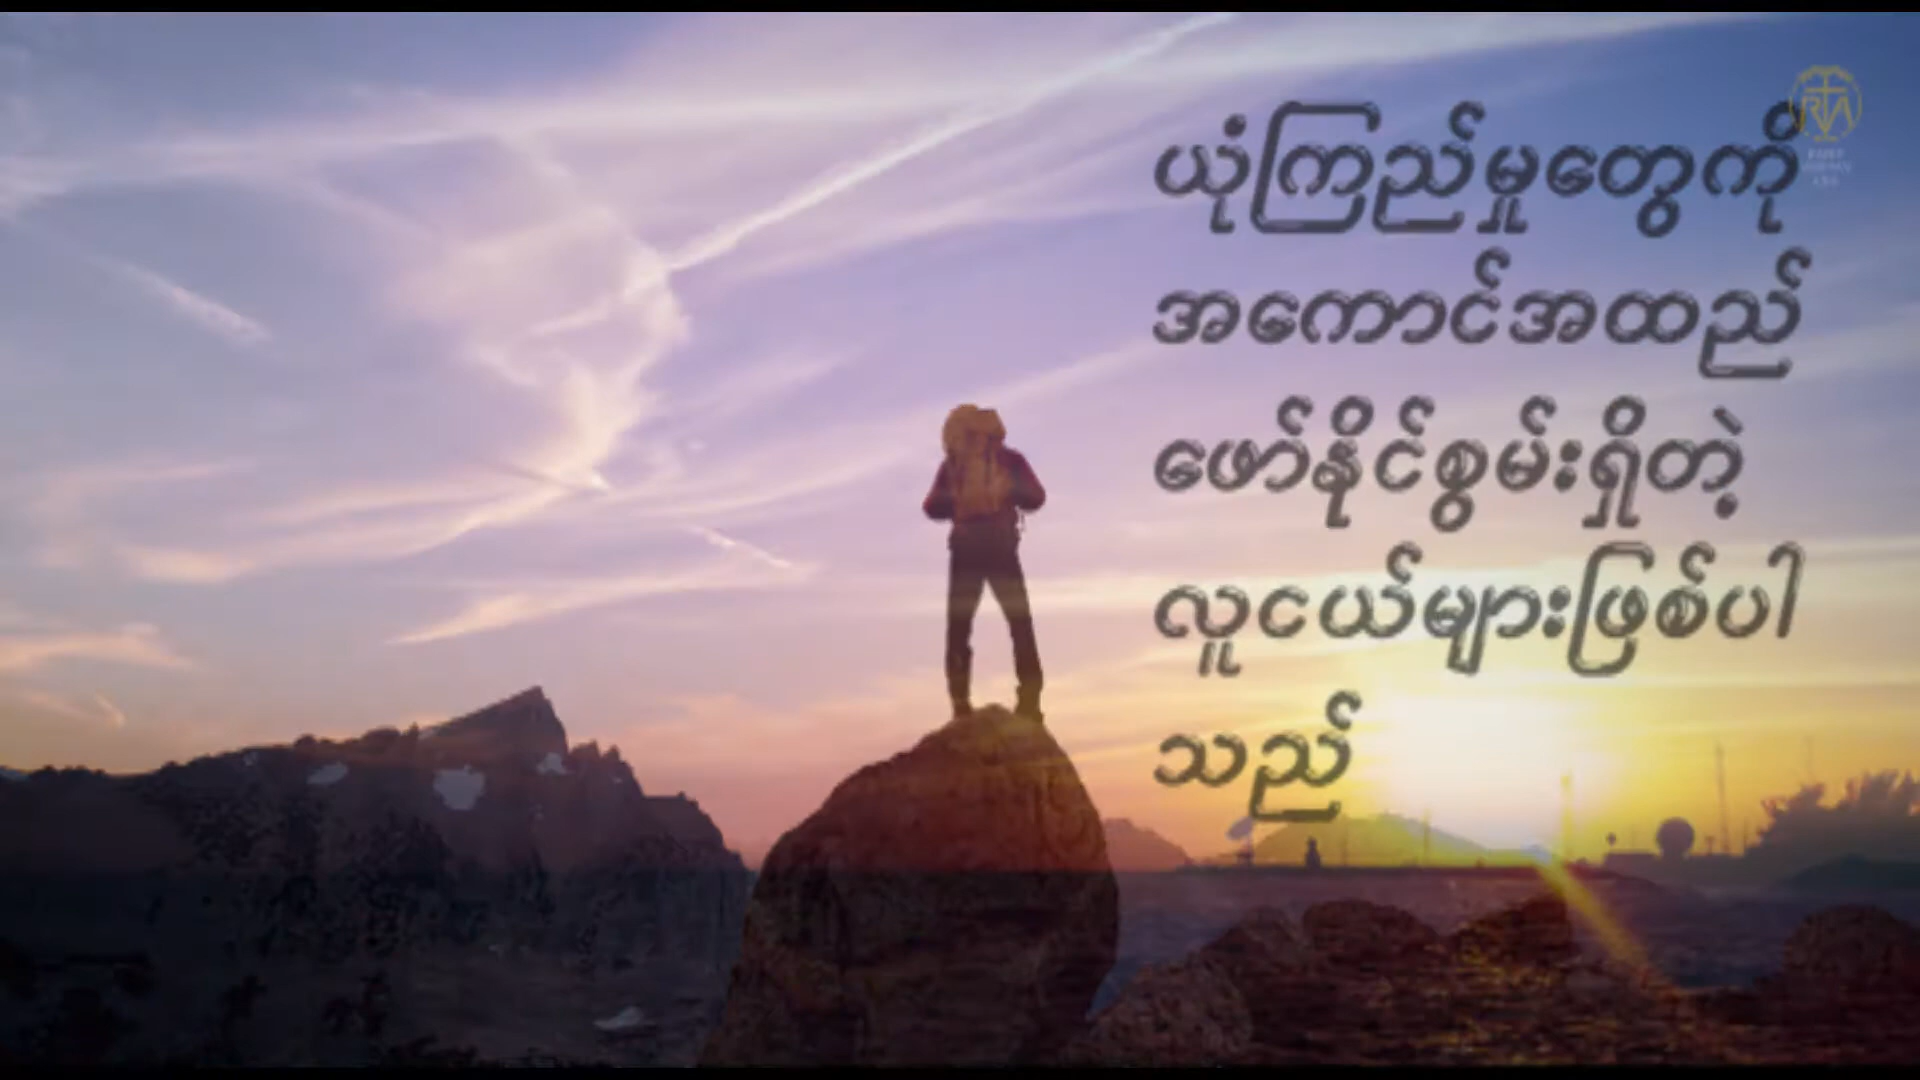 ယုံကြည်မှုတွေကို
အကောင်အထည်
ဖော်နိုင်စွမ်းရှိတဲ့
လူငယ်များဖြစ်ပါ
သည်